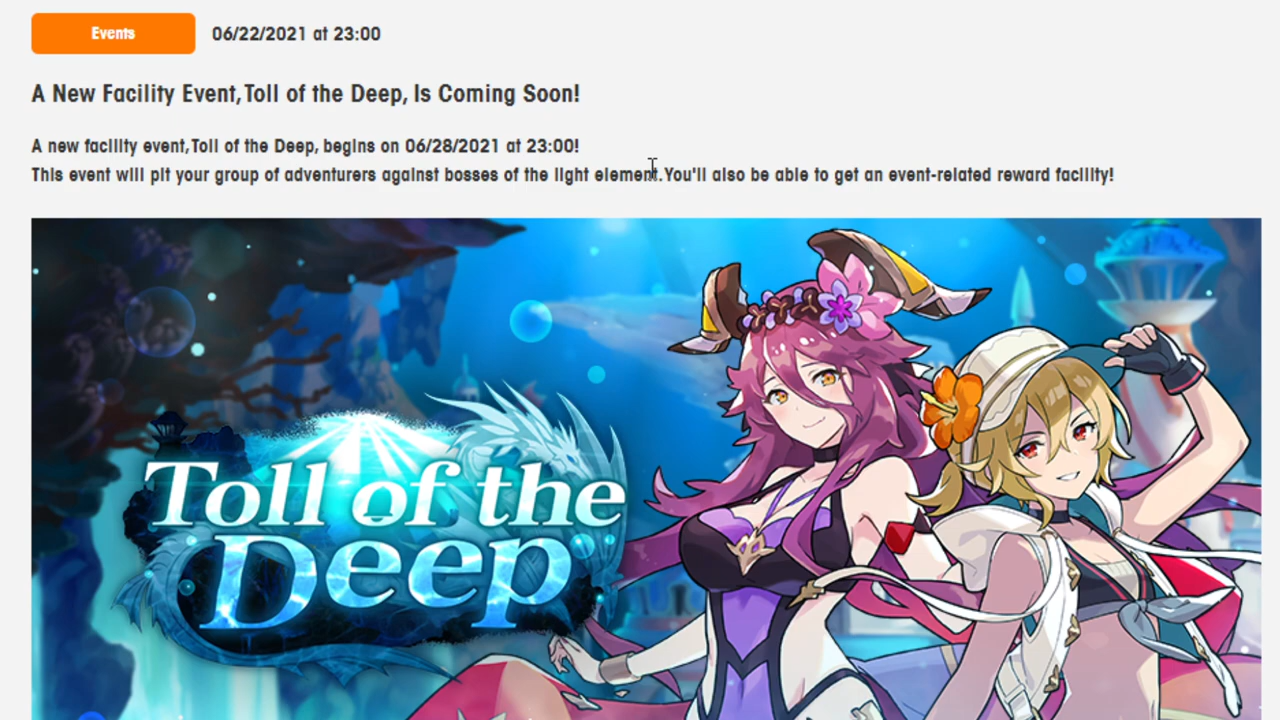 Events
06/22/2021 at 23:00
A New Facility Event, Toll of the Deep, Is Coming Soon!
A new facility event, Toll of the Deep, begins on 06/28/2021 at 23:00!
This event will pit your group of adventurers against bosses of the light element. You'll also be able to get an event-related reward facility!
Toll of the
Deep